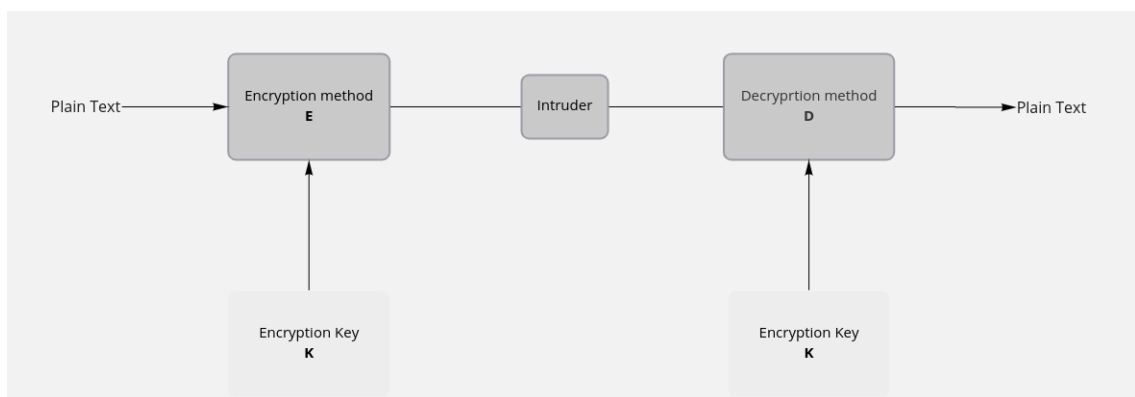 Plain Text
Encryption method
E
Intruder
Decryprtion method
D
Plain Text
Encryption Key
K
Encryption Key
K